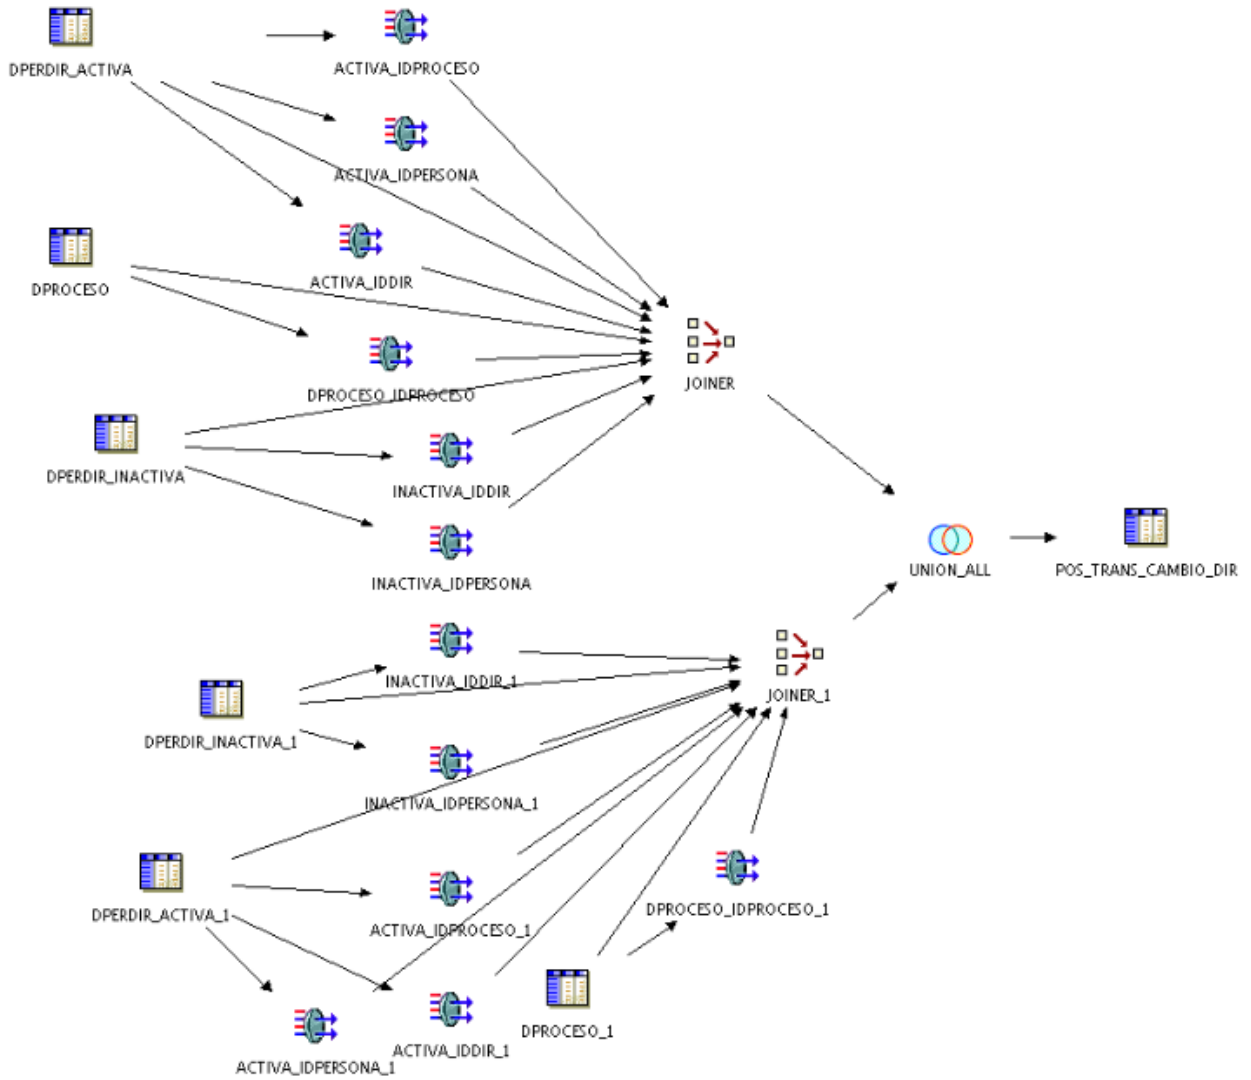 DPERDIR_ACTIVA
ACTIVA_IDPROCESO
ACTIVA_IDPERSONA
ACTIVA_IDDIR
DPROCESO
DPROCESO_IDPROCESO
JOINER
DPERDIR_INACTIVA
INACTIVA_IDDIR
INACTIVA_IDPERSONA
UNION_ALL
POS_TRANS_CAMBIO_DIR
INACTIVA_IDDIR_1
JOINER_1
DPERDIR_INACTIVA_1
INACTIVA_IDPERSONA_1
DPERDIR_ACTIVA_1
ACTIVA_IDPROCESO_1
DPROCESO_IDPROCESO_1
DPROCESO_1
ACTIVA_IDDIR_1
ACTIVA_IDPERSONA_1